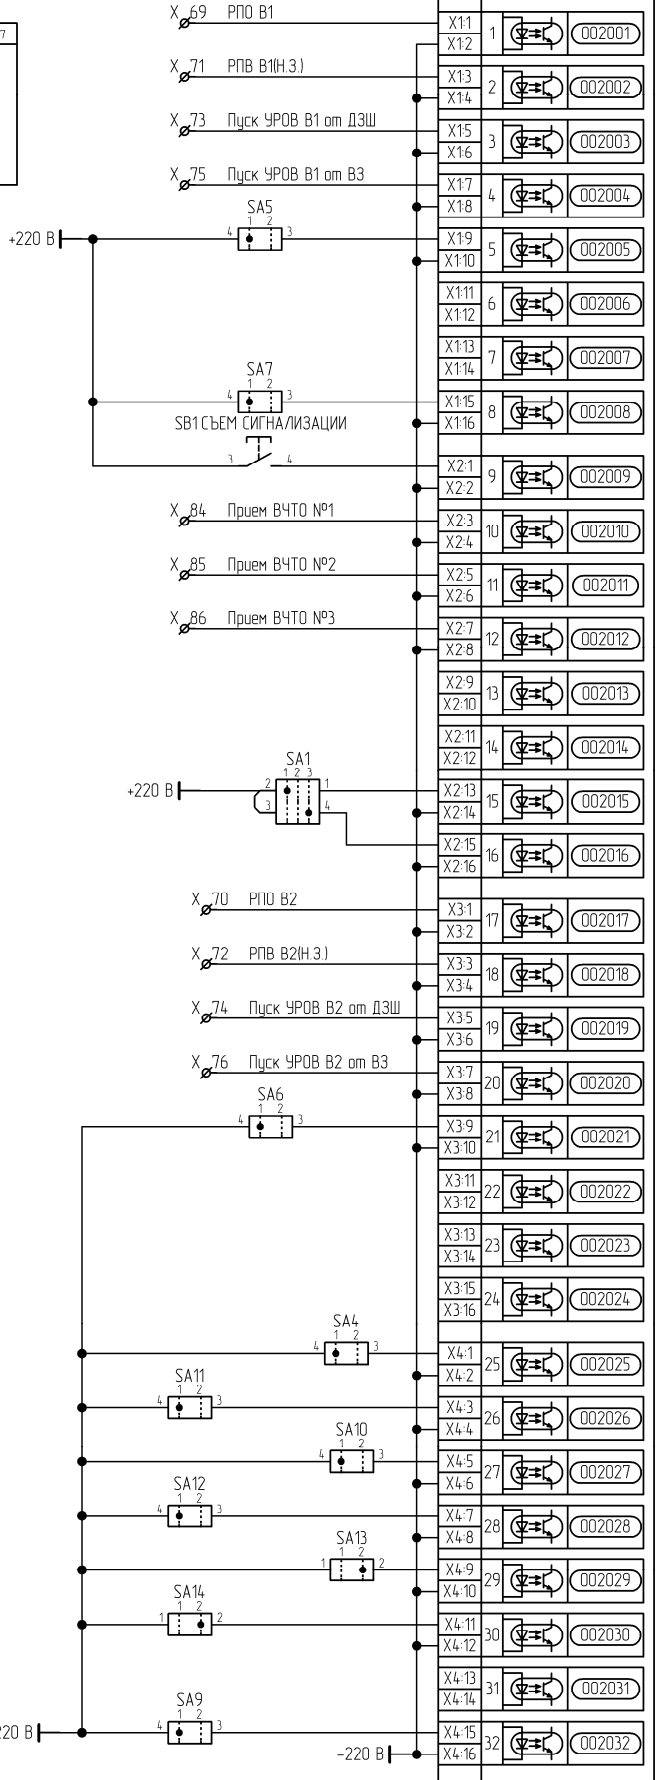 7
X 69 РПО В1 X1:1 1 002001
X1:2
X 71 РПВ В1(Н.З.) X1:3 2 002002
X1:4
X 73 Пуск УРОВ В1 от ДЗШ X1:5 3 002003
X1:6
X 75 Пуск УРОВ В1 от В3 X1:7 4 002004
X1:8
SA5
1 2
+220 В 4 3 X1:9 5 002005
X1:10
X1:11 6 002006
X1:12
X1:13 7 002007
X1:14
SA7
1 2
4 3 X1:15 8 002008
X1:16
SB1 СЪЕМ СИГНАЛИЗАЦИИ
3 4 X2:1 9 002009
X2:2
X 84 Прием ВЧТО №1 X2:3 10 002010
X2:4
X 85 Прием ВЧТО №2 X2:5 11 002011
X2:6
X 86 Прием ВЧТО №3 X2:7 12 002012
X2:8
X2:9 13 002013
X2:10
X2:11 14 002014
X2:12
SA1
1 2 3
+220 В 2 1 X2:13 15 002015
3 4 X2:14
X2:15 16 002016
X2:16
X 70 РПО В2 X3:1 17 002017
X3:2
X 72 РПВ В2(Н.З.) X3:3 18 002018
X3:4
X 74 Пуск УРОВ В2 от ДЗШ X3:5 19 002019
X3:6
X 76 Пуск УРОВ В2 от В3 X3:7 20 002020
X3:8
SA6
1 2
4 3 X3:9 21 002021
X3:10
X3:11 22 002022
X3:12
X3:13 23 002023
X3:14
X3:15 24 002024
X3:16
SA4
1 2
4 3 X4:1 25 002025
X4:2
SA11
1 2
4 3 X4:3 26 002026
X4:4
SA10
1 2
4 3 X4:5 27 002027
X4:6
SA12
1 2
4 3 X4:7 28 002028
X4:8
SA13
1 2
1 2 X4:9 29 002029
X4:10
SA14
1 2
1 2 X4:11 30 002030
X4:12
X4:13 31 002031
X4:14
SA9
1 2
20 В 4 3 X4:15 32 002032
-220 В X4:16